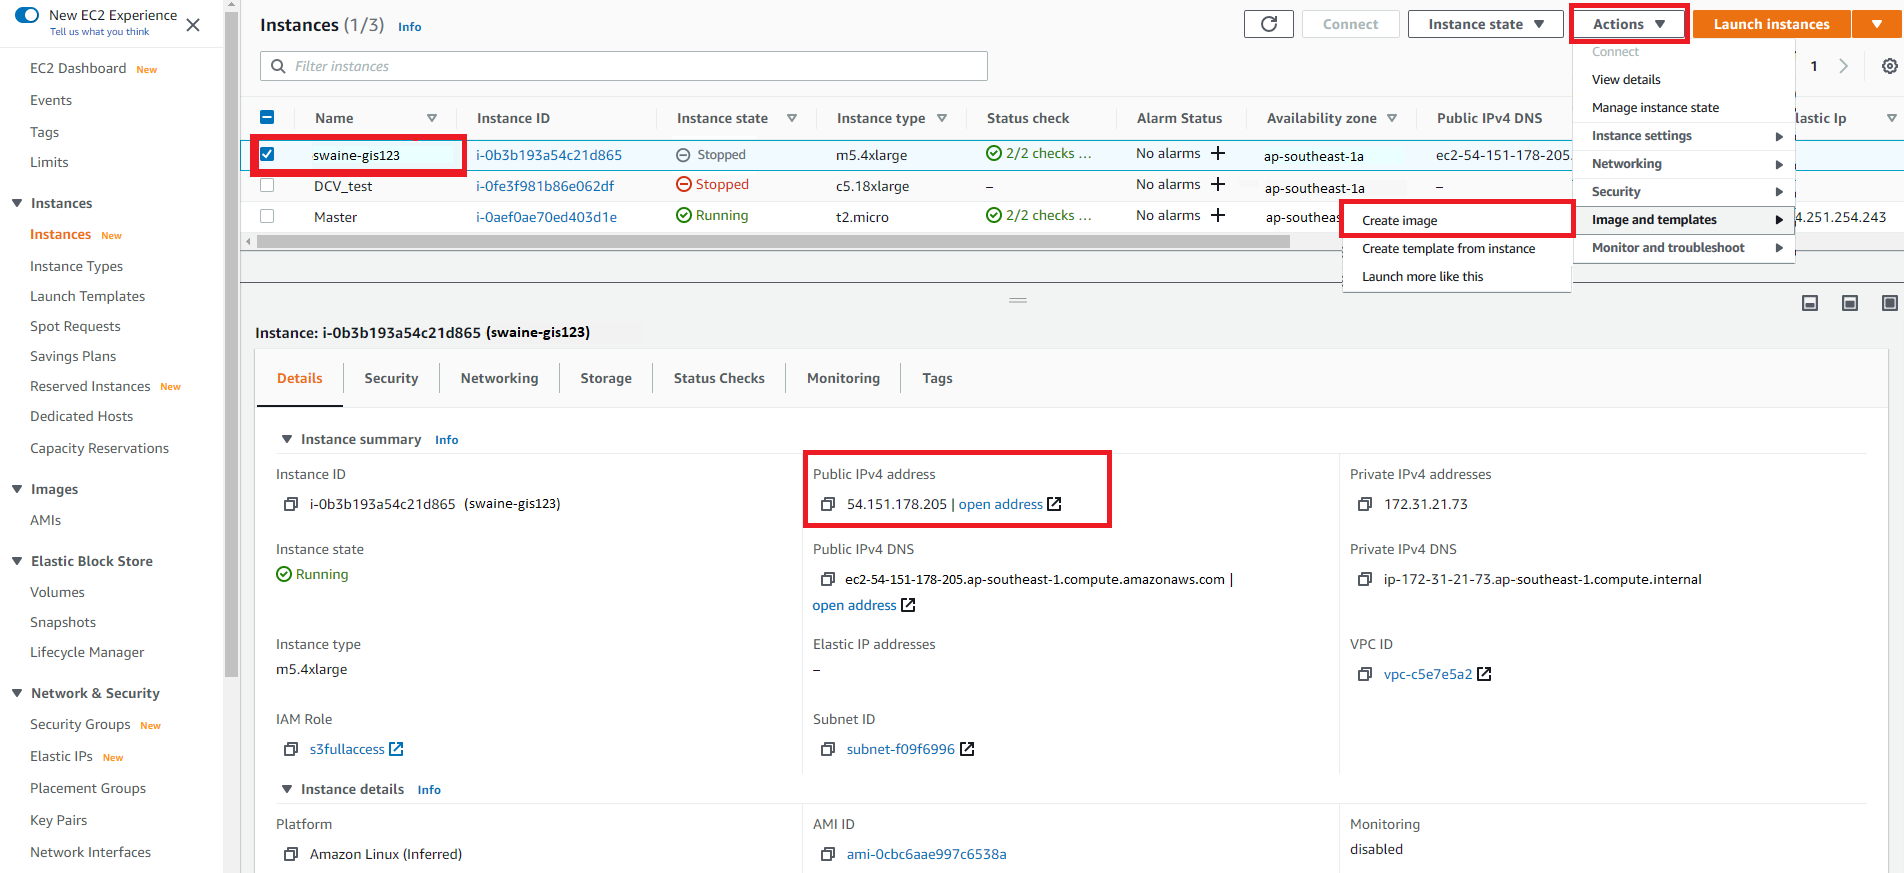 New EC2 Experience
Tell us what you think
EC2 Dashboard New
Events
Tags
Limits
Instances
Instances New
Instance Types
Launch Templates
Spot Requests
Savings Plans
Reserved Instances New
Dedicated Hosts
Capacity Reservations
Images
AMIs
Elastic Block Store
Volumes
Snapshots
Lifecycle Manager
Network & Security
Security Groups New
Elastic IPs New
Placement Groups
Key Pairs
Network Interfaces
Instances (1/3) Info
Connect
Instance state
Actions
Launch instances
Filter instances
1
Name Instance ID Instance state Instance type Status check Alarm Status Availability zone Public IPv4 DNS lastic Ip
swaine-gis123 i-0b3b193a54c21d865 Stopped m5.4xlarge 2/2 checks ... No alarms + ap-southeast-1a ec2-54-151-178-205.
DCV_test i-0fe3f981b86e062df Stopped c5.18xlarge – No alarms + ap-southeast-1a –
Master i-0aef0ae70ed403d1e Running t2.micro 2/2 checks ... No alarms + ap-southeast 4.251.254.243
Connect
View details
Manage instance state
Instance settings
Networking
Security
Image and templates
Monitor and troubleshoot
Create image
Create template from instance
Launch more like this
Instance: i-0b3b193a54c21d865 (swaine-gis123)
Details Security Networking Storage Status Checks Monitoring Tags
Instance summary Info
Instance ID
i-0b3b193a54c21d865 (swaine-gis123)
Public IPv4 address
54.151.178.205 | open address
Private IPv4 addresses
172.31.21.73
Instance state
Running
Public IPv4 DNS
ec2-54-151-178-205.ap-southeast-1.compute.amazonaws.com |
open address
Private IPv4 DNS
ip-172-31-21-73.ap-southeast-1.compute.internal
Instance type
m5.4xlarge
Elastic IP addresses
–
VPC ID
vpc-c5e7e5a2
IAM Role
s3fullaccess
Subnet ID
subnet-f09f6996
Instance details Info
Platform
Amazon Linux (Inferred)
AMI ID
ami-0cbc6aae997c6538a
Monitoring
disabled